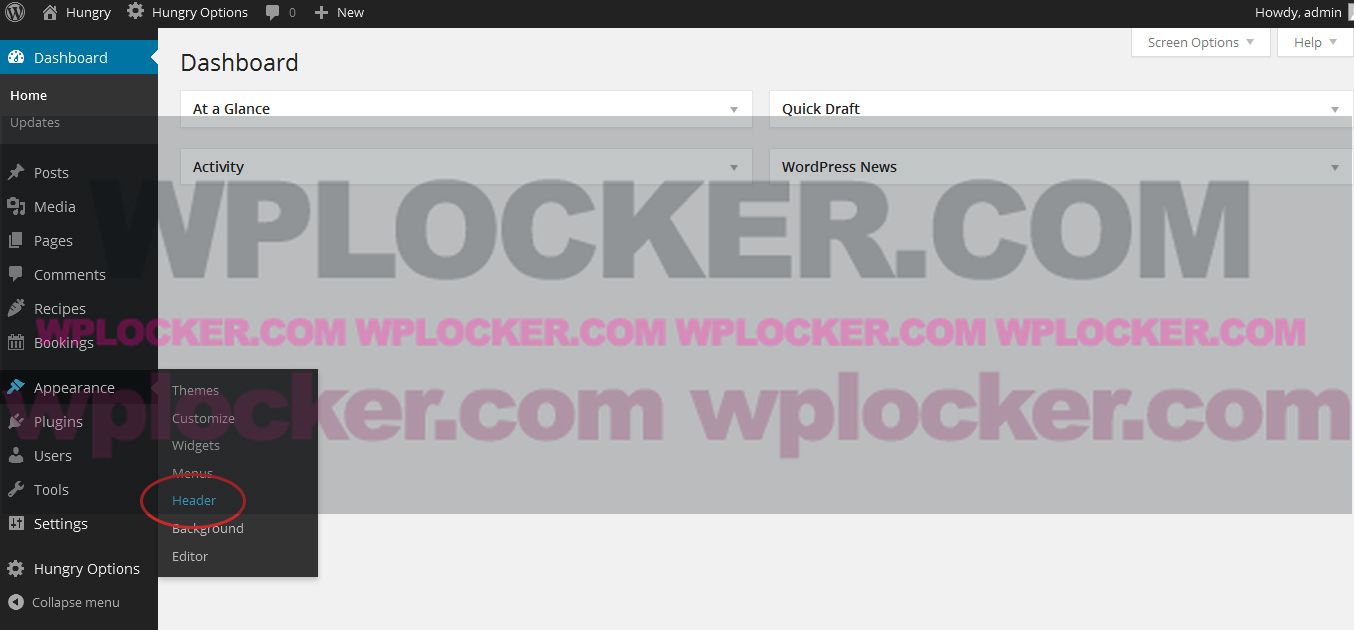 Hungry Hungry Options 0 New Howdy, admin
Screen Options Help
Dashboard
Home
Updates
Posts
Media
Pages
Comments
Recipes
Bookings
Appearance
Plugins
Users
Tools
Settings
Hungry Options
Collapse menu
Themes
Customize
Widgets
Menus
Header
Background
Editor
Dashboard
At a Glance
Quick Draft
Activity
WordPress News
WPLOCKER.COM
WPLOCKER.COM WPLOCKER.COM WPLOCKER.COM WPLOCKER.COM
wplocker.com wplocker.com